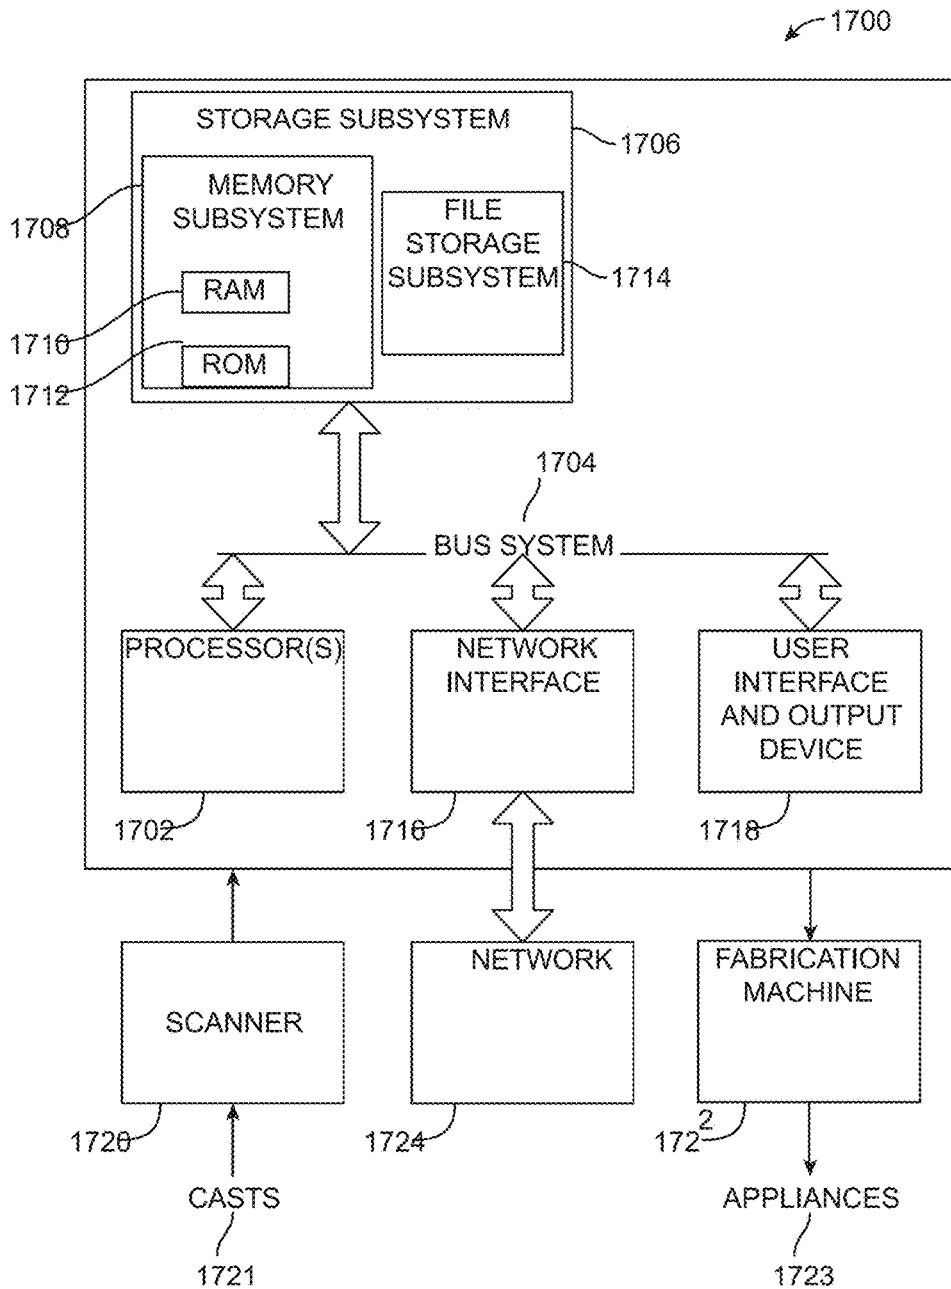 1700
STORAGE SUBSYSTEM
1706
MEMORY
SUBSYSTEM
1708
FILE
STORAGE
SUBSYSTEM
1714
RAM
1710
ROM
1712
1704
BUS SYSTEM
PROCESSOR(S)
NETWORK
INTERFACE
USER
INTERFACE
AND OUTPUT
DEVICE
1702
1716
1718
SCANNER
NETWORK
FABRICATION
MACHINE
1720
1724
1722
CASTS
APPLIANCES
1721
1723